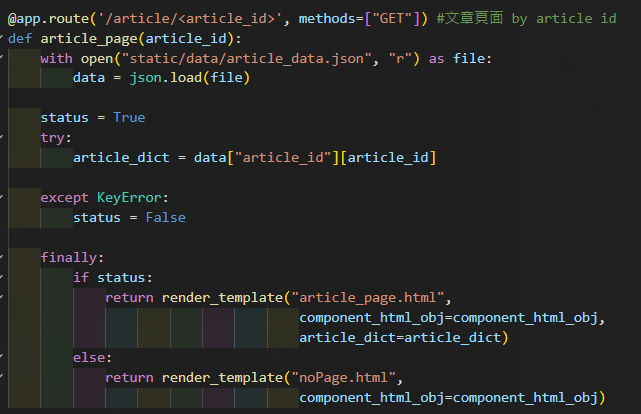 @app.route('/article/<article_id>', methods=["GET"]) #文章頁面 by article id
def article_page(article_id):
    with open("static/data/article_data.json", "r") as file:
        data = json.load(file)

    status = True
    try:
        article_dict = data["article_id"][article_id]

    except KeyError:
        status = False

    finally:
        if status:
            return render_template("article_page.html",
                                    component_html_obj=component_html_obj,
                                    article_dict=article_dict)
        else:
            return render_template("noPage.html",
                                    component_html_obj=component_html_obj)